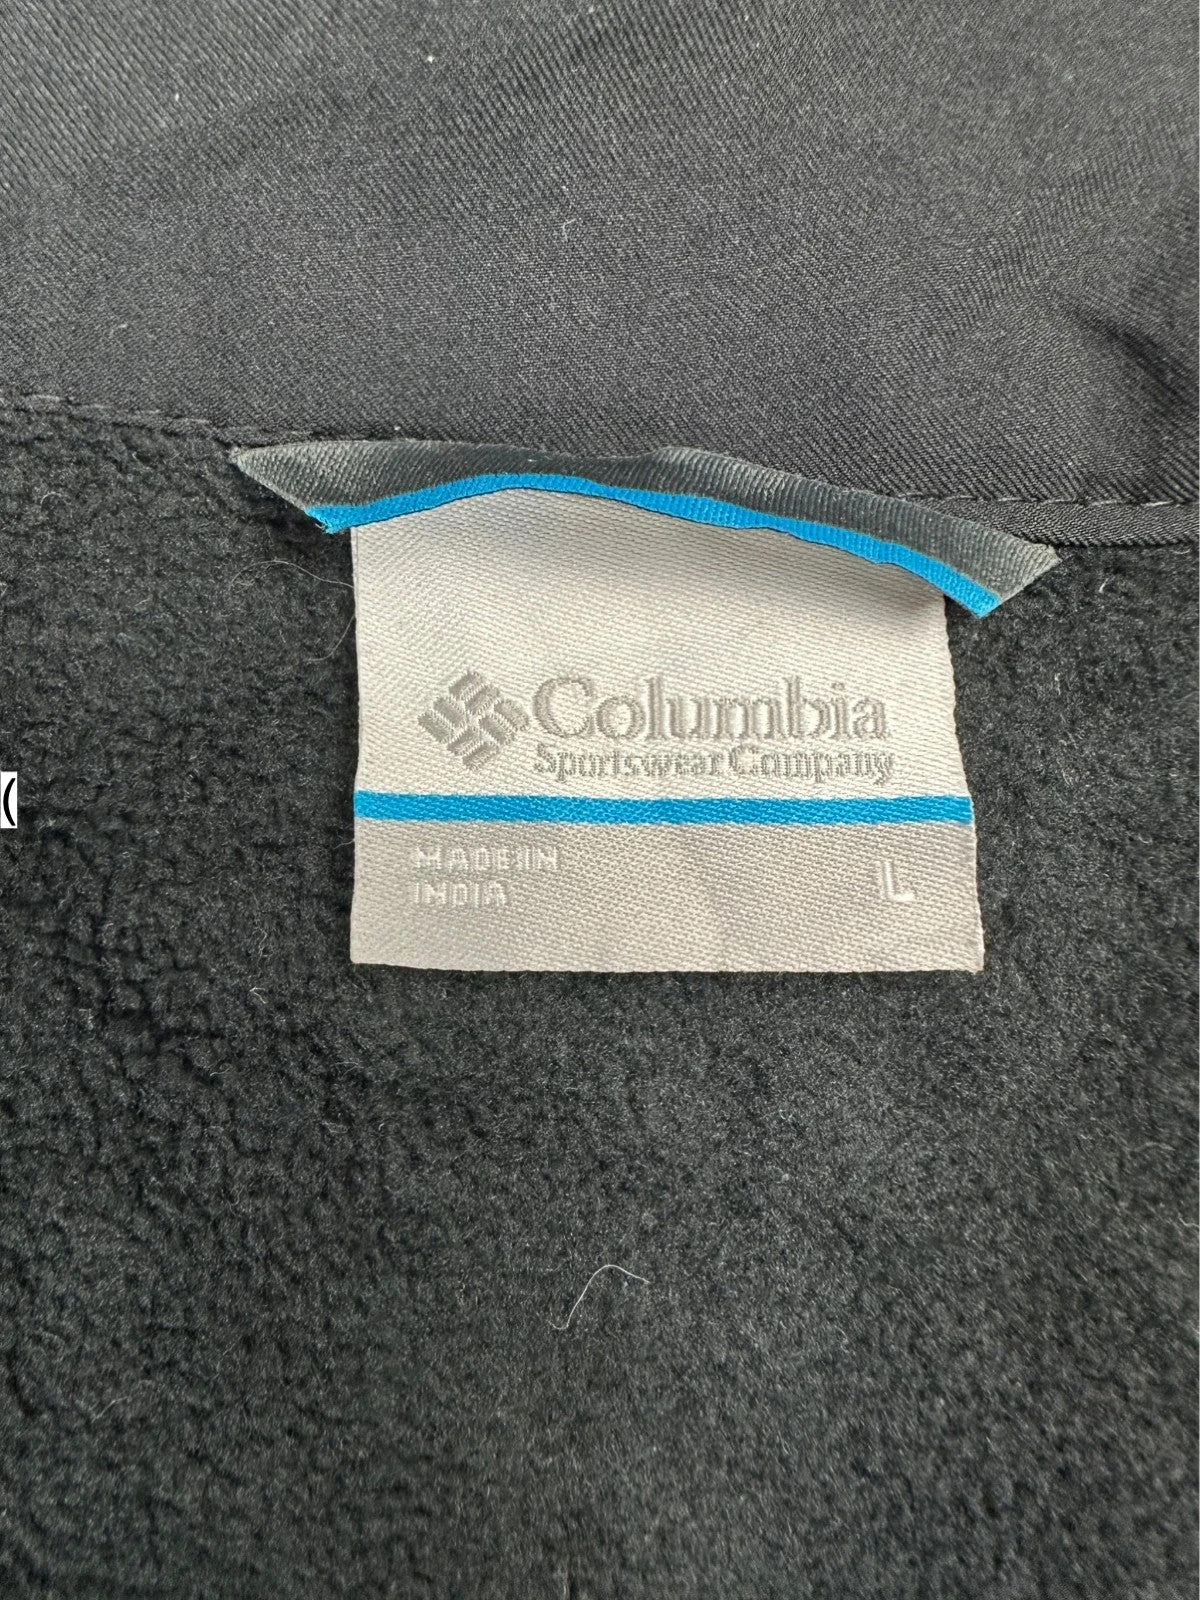 Columbia
Sportswear Company
MADE IN
INDIA
L
(